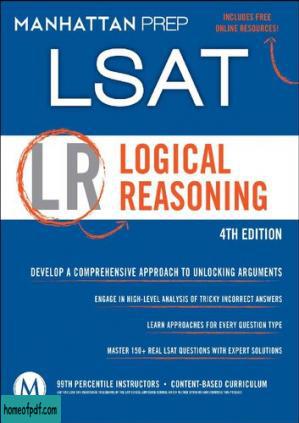 MANHATTAN PREP
INCLUDES FREE
ONLINE RESOURCES!
LSAT
LR
LOGICAL
REASONING
4TH EDITION
DEVELOP A COMPREHENSIVE APPROACH TO UNLOCKING ARGUMENTS
ENGAGE IN HIGH-LEVEL ANALYSIS OF TRICKY INCORRECT ANSWERS
LEARN APPROACHES FOR EVERY QUESTION TYPE
MASTER 150+ REAL LSAT QUESTIONS WITH EXPERT SOLUTIONS
M
99TH PERCENTILE INSTRUCTORS • CONTENT-BASED CURRICULUM
homeofpdf.com